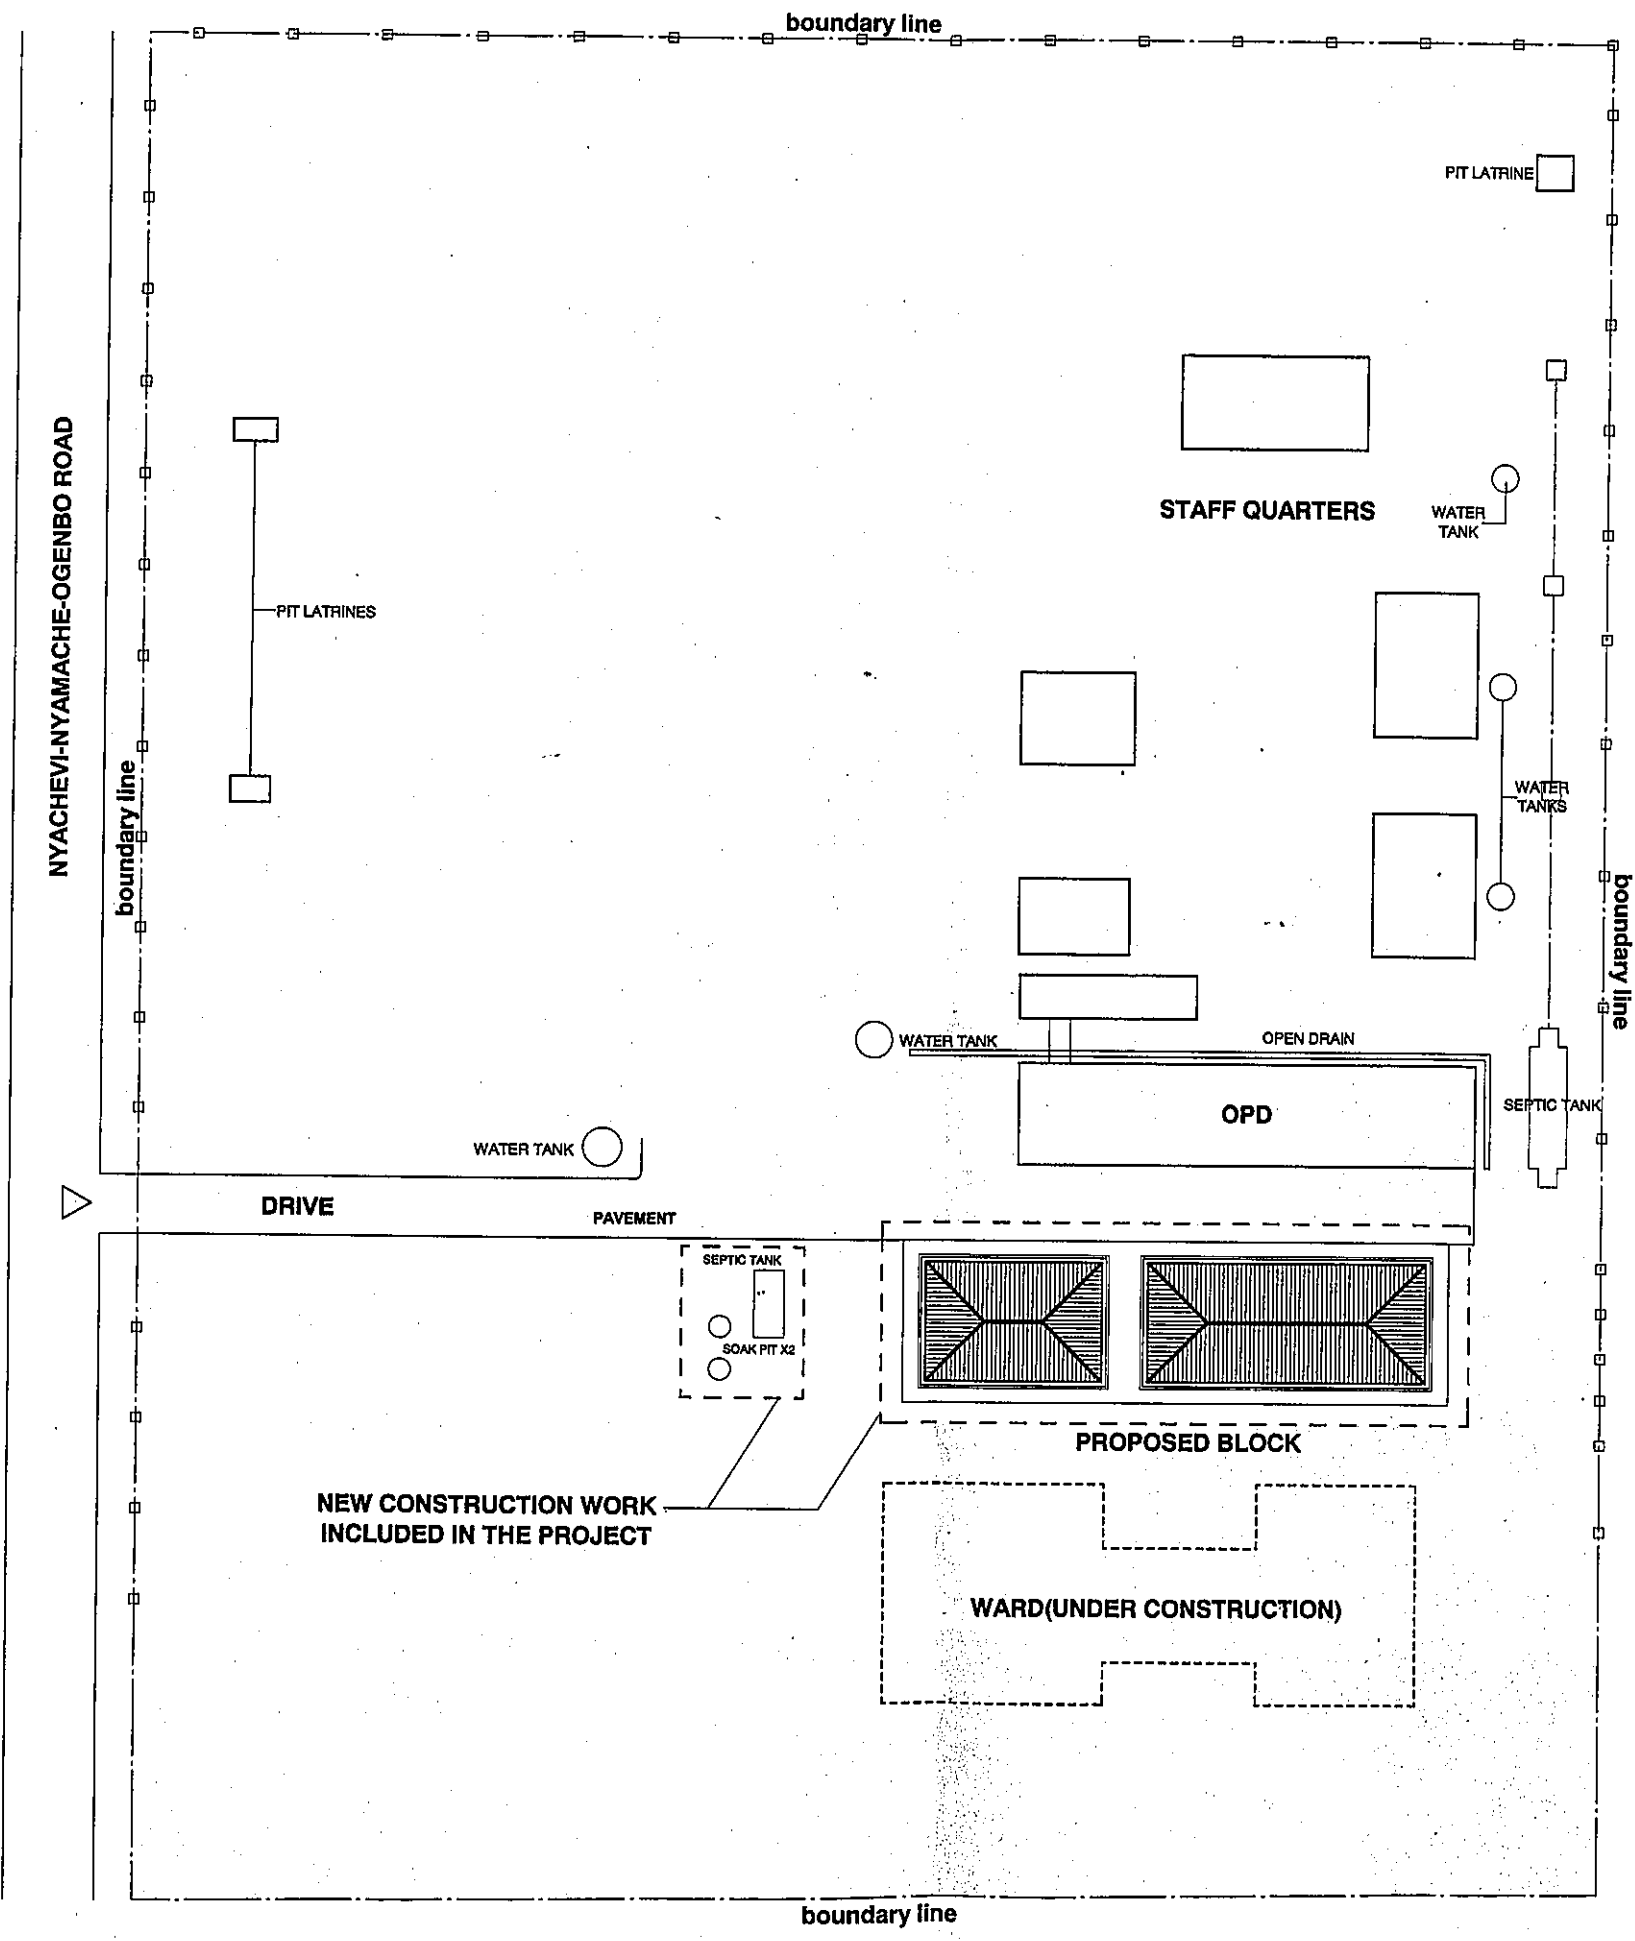 boundary line
PIT LATRINE
NYACHEVI-NYAMACHE-OGENBO ROAD
STAFF QUARTERS
WATER
TANK
PIT LATRINES
boundary line
WATER
TANKS
boundary line
WATER TANK
OPEN DRAIN
OPD
SEPTIC TANK
WATER TANK
DRIVE
PAVEMENT
SEPTIC TANK
SOAK PIT X2
PROPOSED BLOCK
NEW CONSTRUCTION WORK
INCLUDED IN THE PROJECT
WARD(UNDER CONSTRUCTION)
boundary line